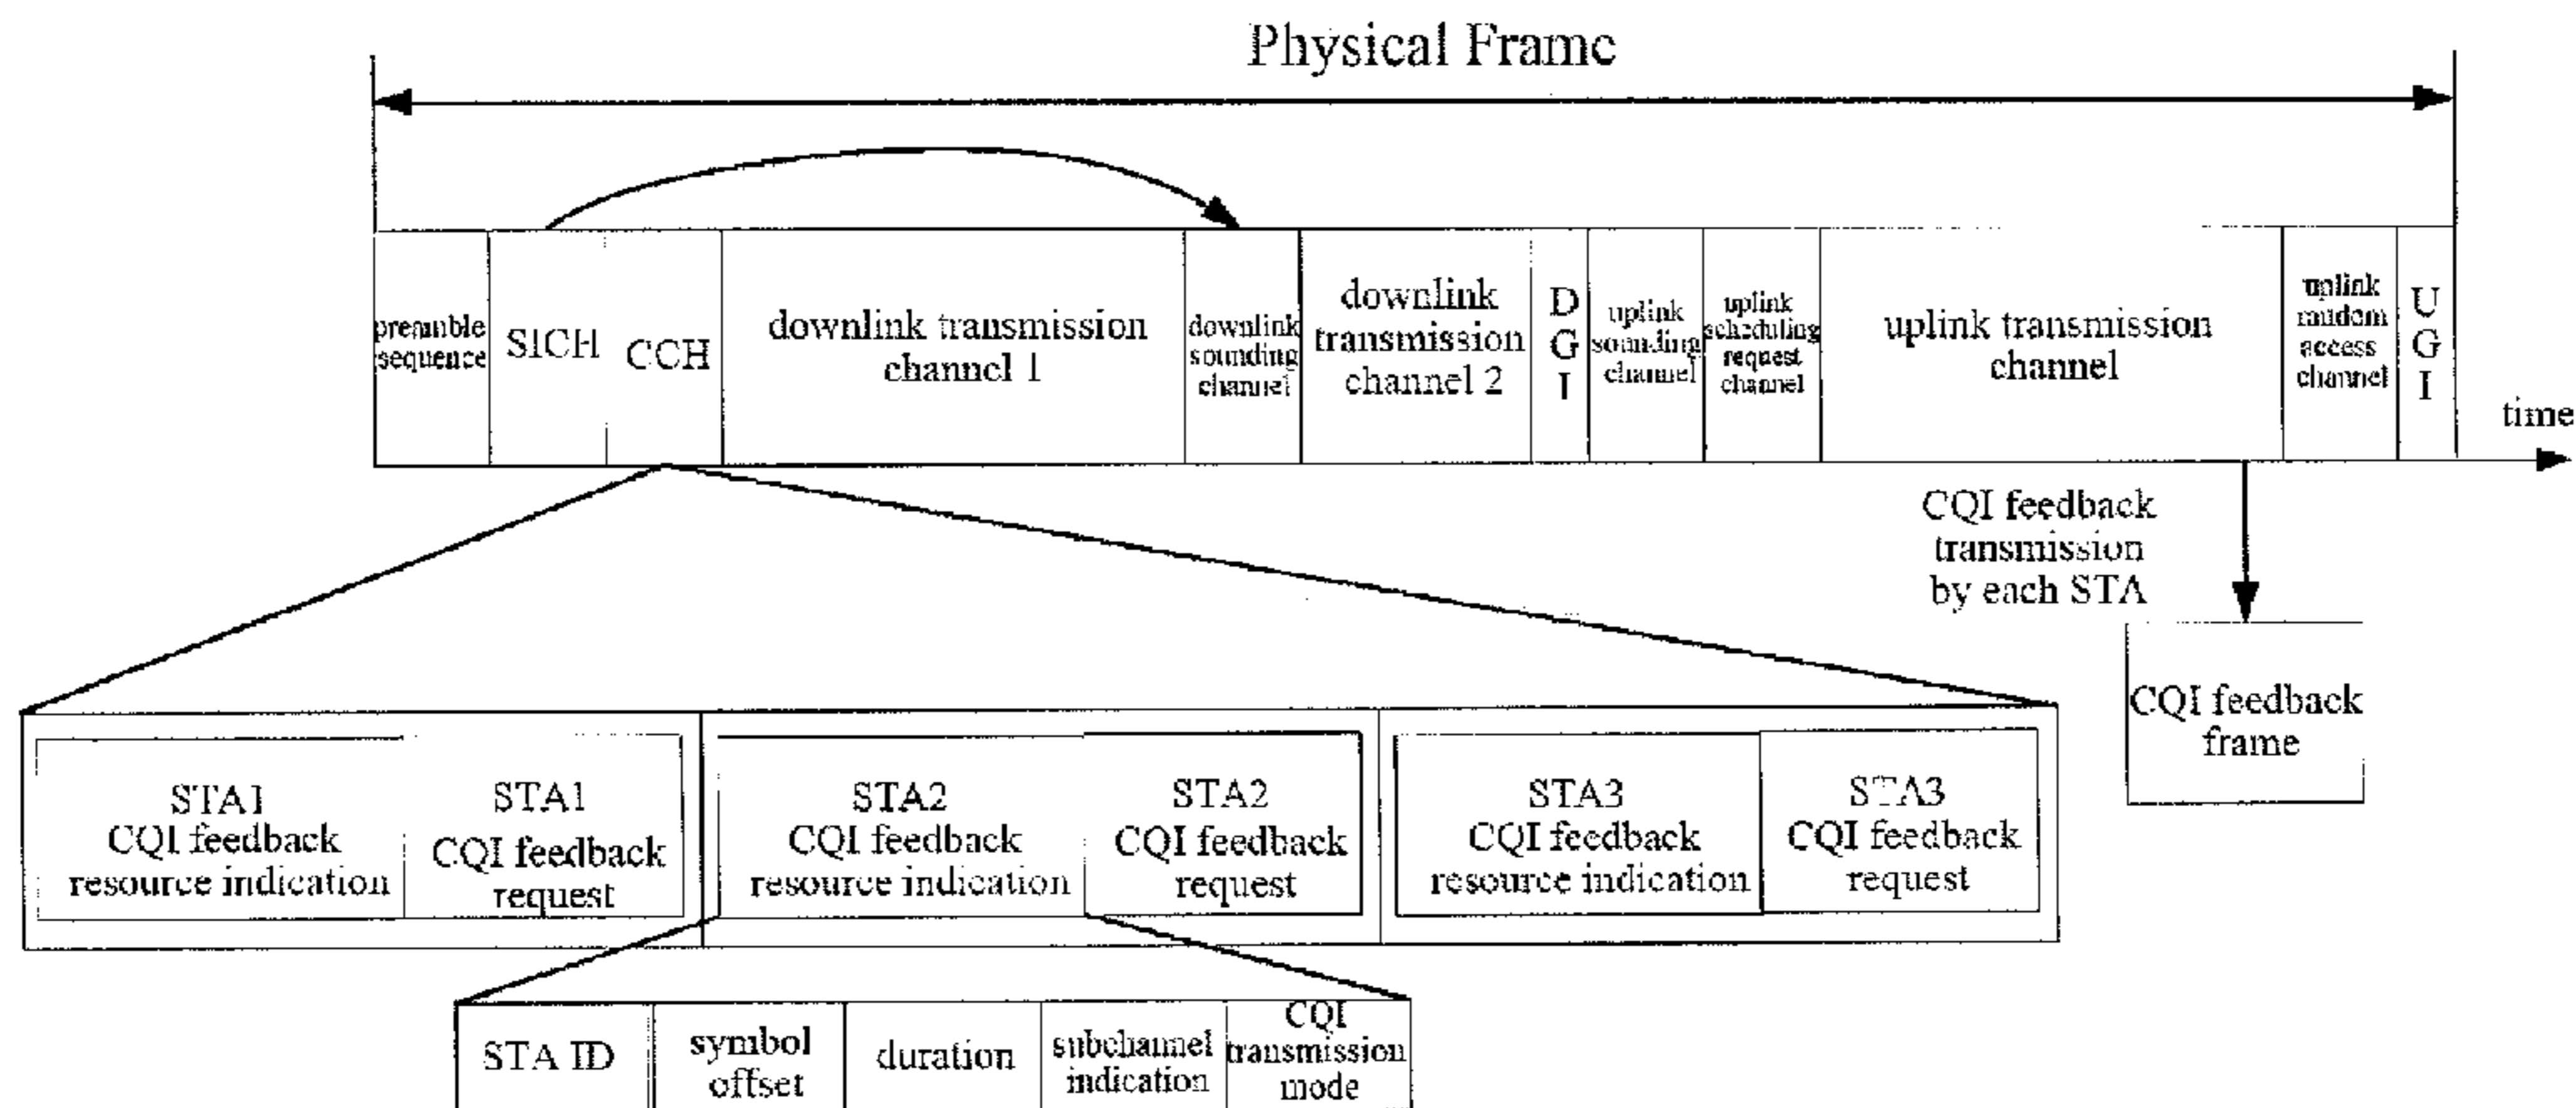 Physical Frame
preamble
sequence
SICH
CCH
downlink transmission
channel 1
downlink
sounding
channel
downlink
transmission
channel 2
D
G
I
uplink
sounding
channel
uplink
scheduling
request
channel
uplink transmission
channel
uplink
random
access
channel
U
G
I
time
CQI feedback
transmission
by each STA
CQI feedback
frame
STA1
CQI feedback
resource indication
STA1
CQI feedback
request
STA2
CQI feedback
resource indication
STA2
CQI feedback
request
STA3
CQI feedback
resource indication
STA3
CQI feedback
request
STA ID
symbol
offset
duration
subchannel
indication
CQI
transmission
mode